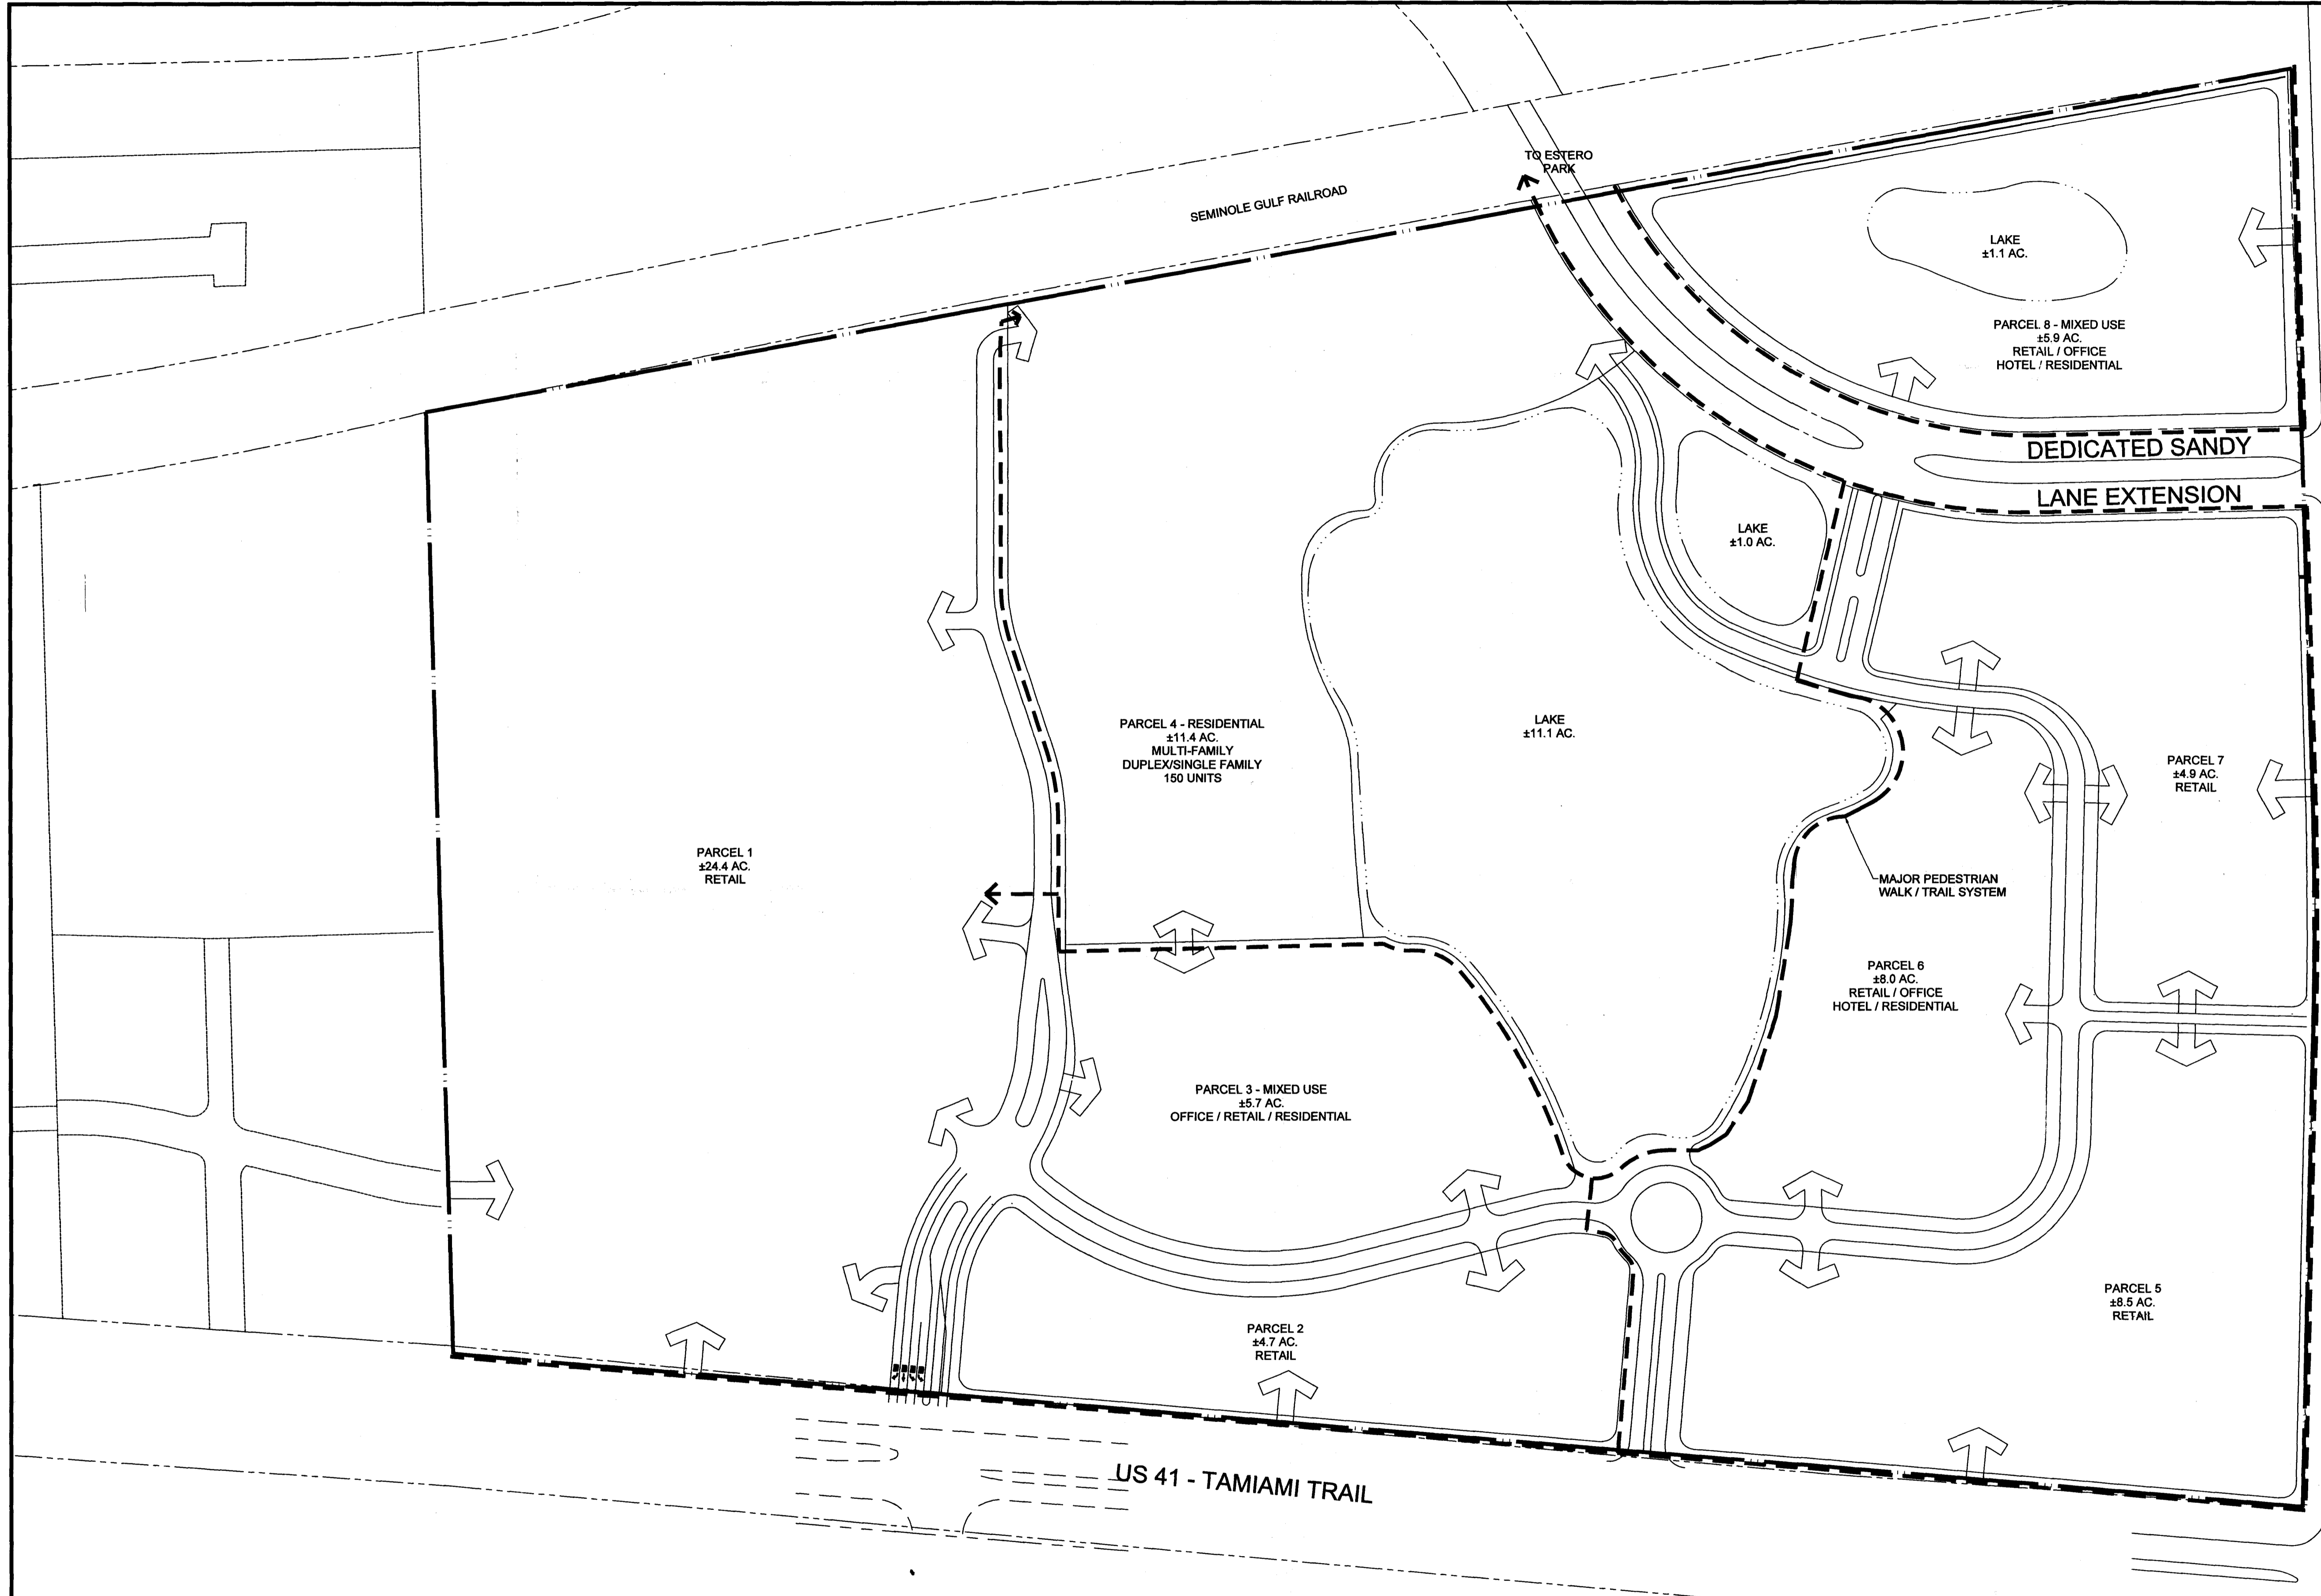 TO ESTERO
PARK
SEMINOLE GULF RAILROAD
LAKE
±1.1 AC.
PARCEL 8 - MIXED USE
±5.9 AC.
RETAIL / OFFICE
HOTEL / RESIDENTIAL
DEDICATED SANDY
LANE EXTENSION
LAKE
±1.0 AC.
PARCEL 4 - RESIDENTIAL
±11.4 AC.
MULTI-FAMILY
DUPLEX/SINGLE FAMILY
150 UNITS
LAKE
±11.1 AC.
PARCEL 7
±4.9 AC.
RETAIL
PARCEL 1
±24.4 AC.
RETAIL
MAJOR PEDESTRIAN
WALK / TRAIL SYSTEM
PARCEL 6
±8.0 AC.
RETAIL / OFFICE
HOTEL / RESIDENTIAL
PARCEL 3 - MIXED USE
±5.7 AC.
OFFICE / RETAIL / RESIDENTIAL
PARCEL 5
±8.5 AC.
RETAIL
PARCEL 2
±4.7 AC.
RETAIL
US 41 - TAMIAMI TRAIL